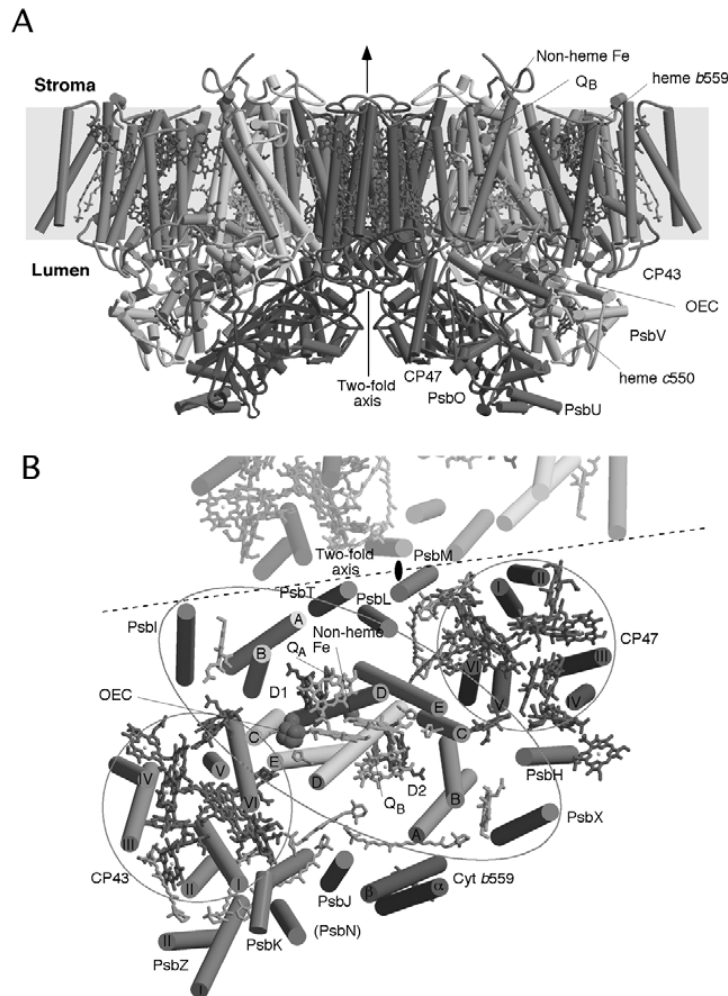 A
Stroma
Non-heme Fe
QB
heme b559
Lumen
CP43
OEC
PsbV
heme c550
CP47
Two-fold
axis
PsbO
PsbU
B
Two-fold
axis
PsbM
PsbT
PsbL
PsbI
A
B
Non-heme
Fe
QA
OEC
D1
D
E
C
C
E
D
QB
D2
B
A
I
II
CP47
III
VI
V
IV
PsbH
PsbX
IV
V
VI
III
CP43
II
I
PsbJ
Cyt b559
β
α
PsbK
(PsbN)
II
PsbZ
I